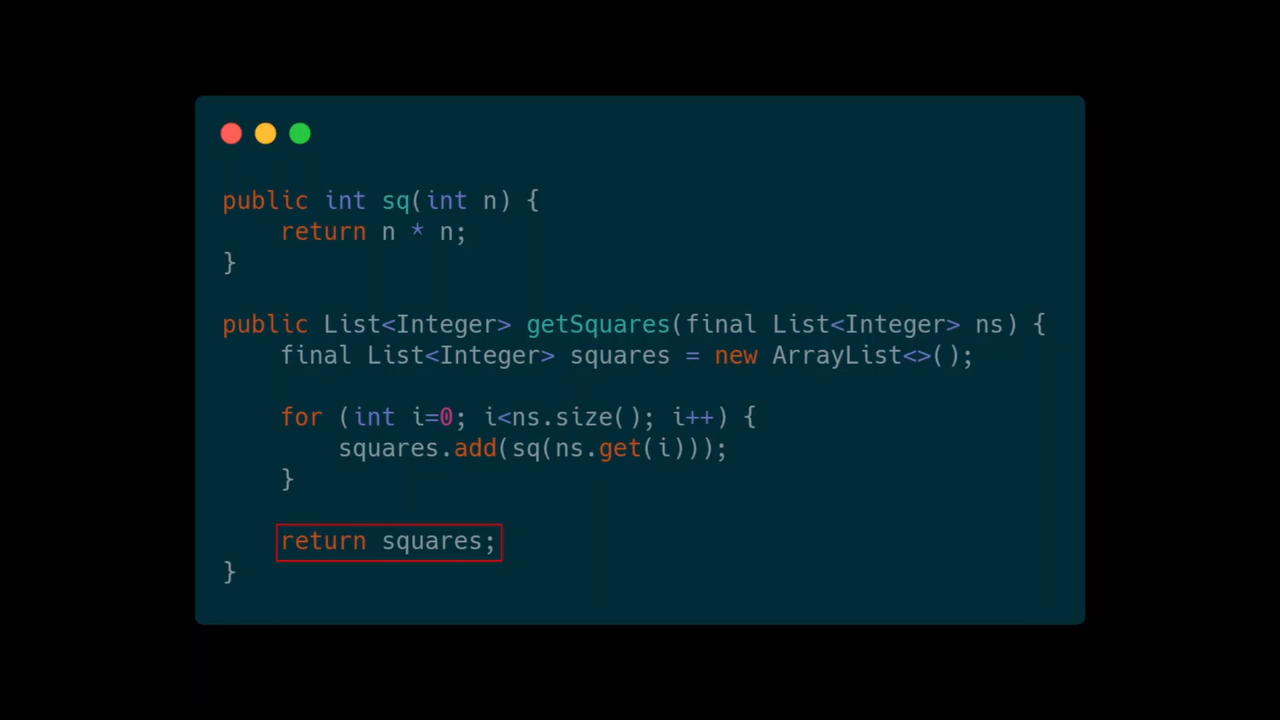 public int sq(int n) {
    return n * n;
}
public List<Integer> getSquares(final List<Integer> ns) {
    final List<Integer> squares = new ArrayList<>();
    for (int i=0; i<ns.size(); i++) {
        squares.add(sq(ns.get(i)));
    }
    return squares;
}